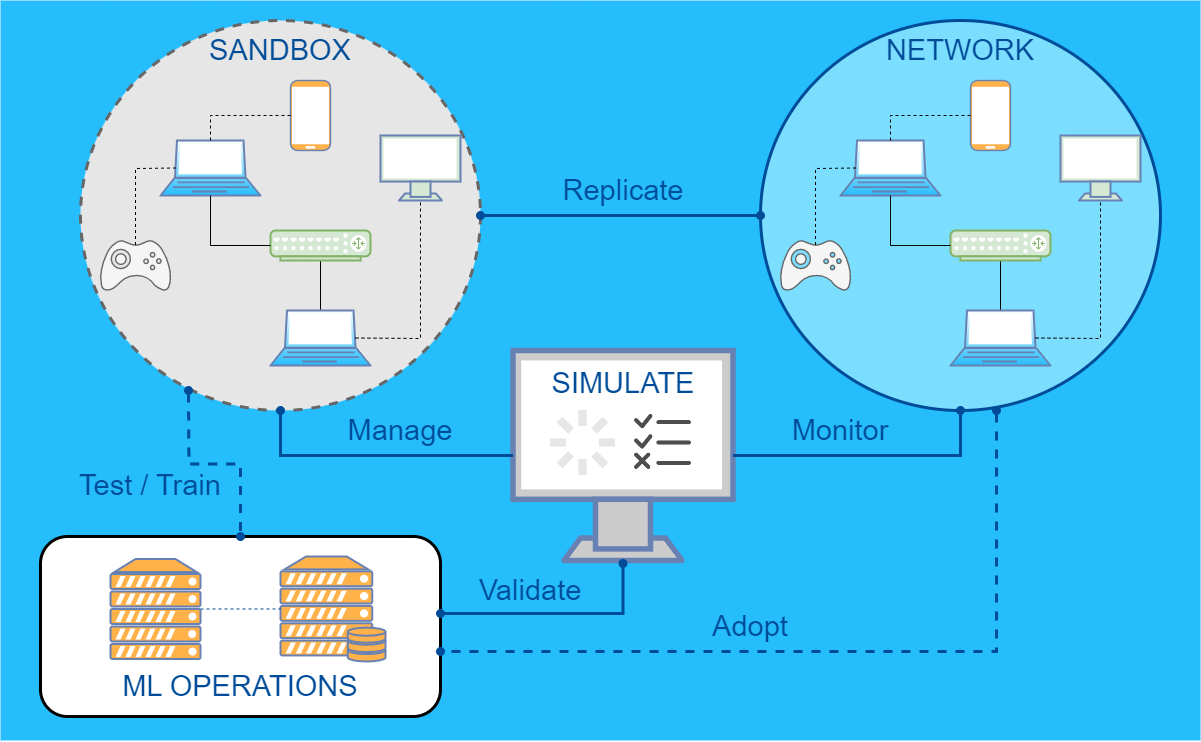 SANDBOX
NETWORK
Replicate
SIMULATE
Manage
Monitor
Test / Train
Validate
Adopt
ML OPERATIONS